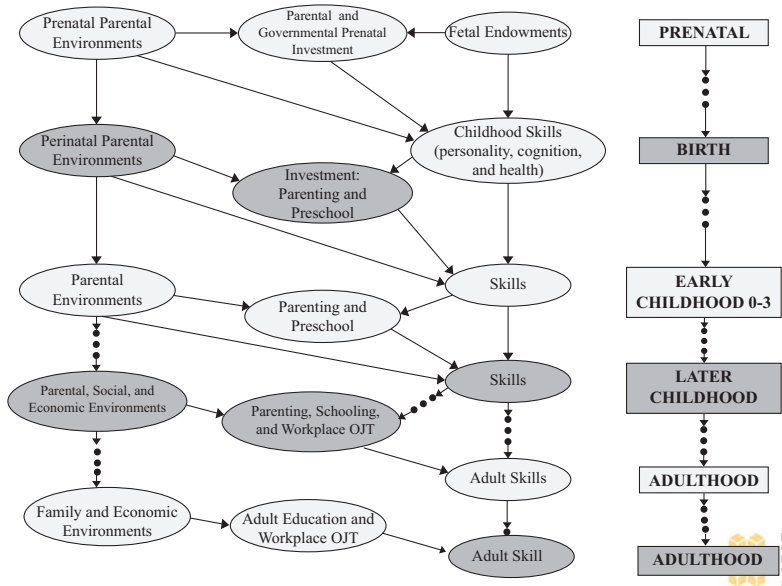 Prenatal Parental
Environments
Parental and
Governmental Prenatal
Investment
Fetal Endowments
PRENATAL
Perinatal Parental
Environments
Childhood Skills
(personality, cognition,
and health)
BIRTH
Investment:
Parenting and
Preschool
Parental
Environments
Skills
EARLY
CHILDHOOD 0-3
Parenting and
Preschool
Parental, Social, and
Economic Environments
Skills
LATER
CHILDHOOD
Parenting, Schooling,
and Workplace OJT
Adult Skills
ADULTHOOD
Family and Economic
Environments
Adult Education and
Workplace OJT
Adult Skill
ADULTHOOD